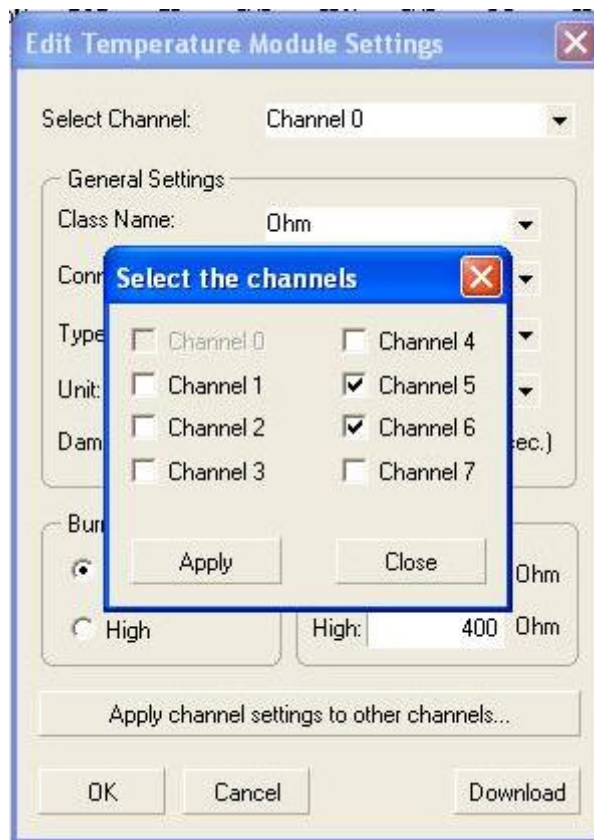 Edit Temperature Module Settings
Select Channel: Channel 0
General Settings
Class Name: Ohm
Select the channels
Type
Unit:
Channel 0 Channel 4
Channel 1 Channel 5
Channel 2 Channel 6
Channel 3 Channel 7
Apply Close
Ohm
High High: 400 Ohm
Apply channel settings to other channels...
OK Cancel Download